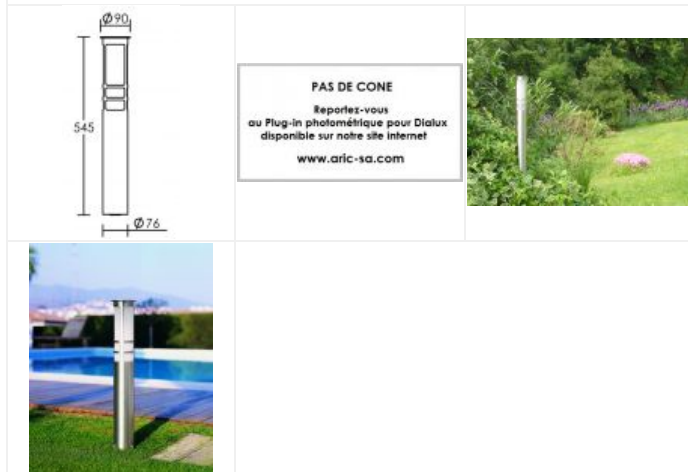 Ø90
545
Ø76
PAS DE CONE
Reportez-vous
au Plug-in photométrique pour Dialux
disponible sur notre site internet
www.aric-sa.com